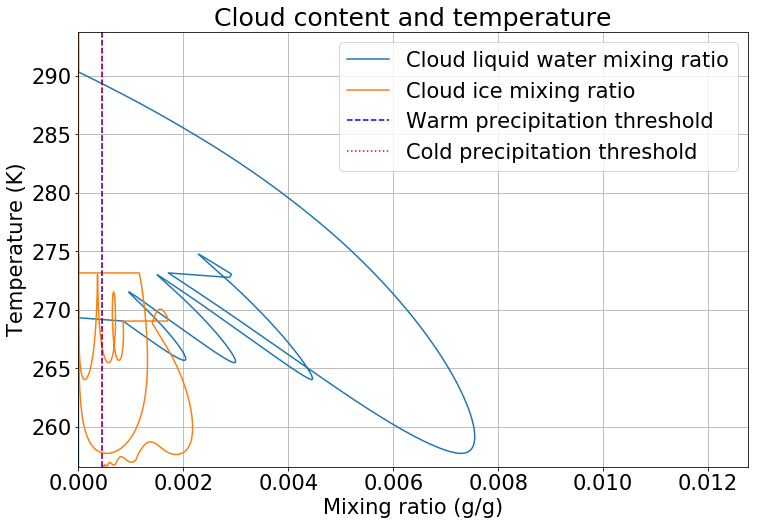 Cloud content and temperature
Cloud liquid water mixing ratio
Cloud ice mixing ratio
Warm precipitation threshold
Cold precipitation threshold
Temperature (K)
290
285
280
275
270
265
260
0.000 0.002 0.004 0.006 0.008 0.010 0.012
Mixing ratio (g/g)